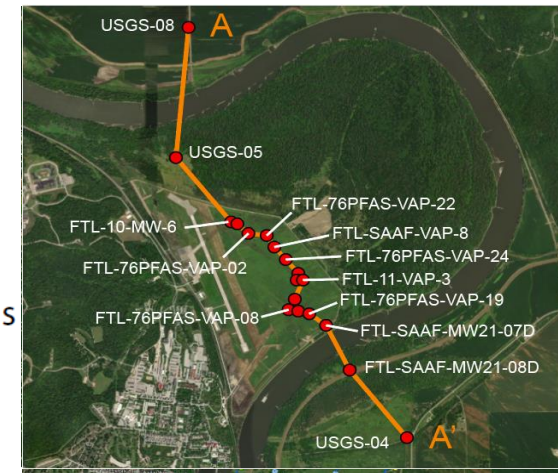 USGS-08
A
USGS-05
FTL-76PFAS-VAP-22
FTL-10-MW-6
FTL-SAAF-VAP-8
FTL-76PFAS-VAP-24
FTL-76PFAS-VAP-02
FTL-11-VAP-3
FTL-76PFAS-VAP-19
S
FTL-76PFAS-VAP-08
FTL-SAAF-MW21-07D
FTL-SAAF-MW21-08D
USGS-04
A'